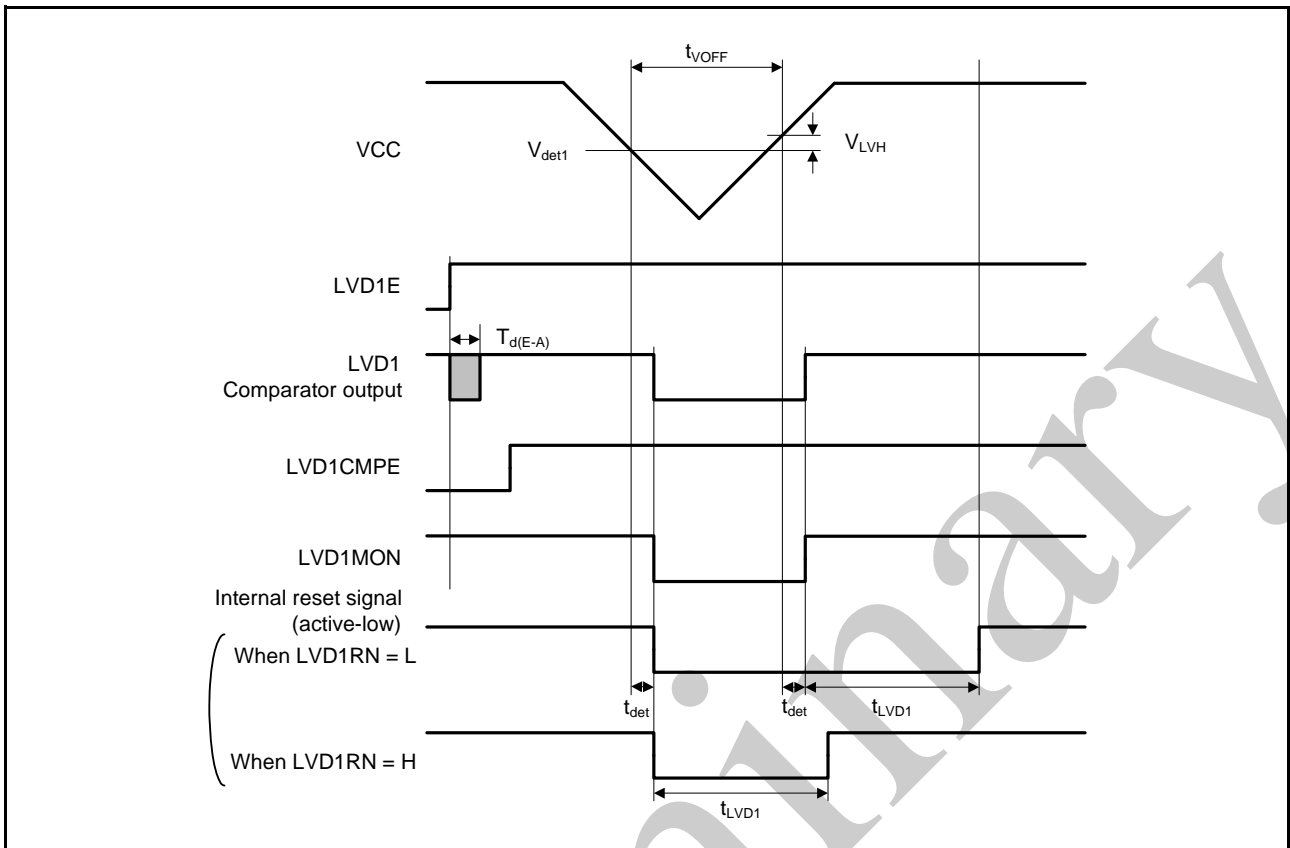 tVOFF
VCC
Vdet1
VLVH
LVD1E
Td(E-A)
LVD1
Comparator output
LVD1CMPE
LVD1MON
Internal reset signal
(active-low)
When LVD1RN = L
tdet
tdet
tLVD1
When LVD1RN = H
tLVD1
inary